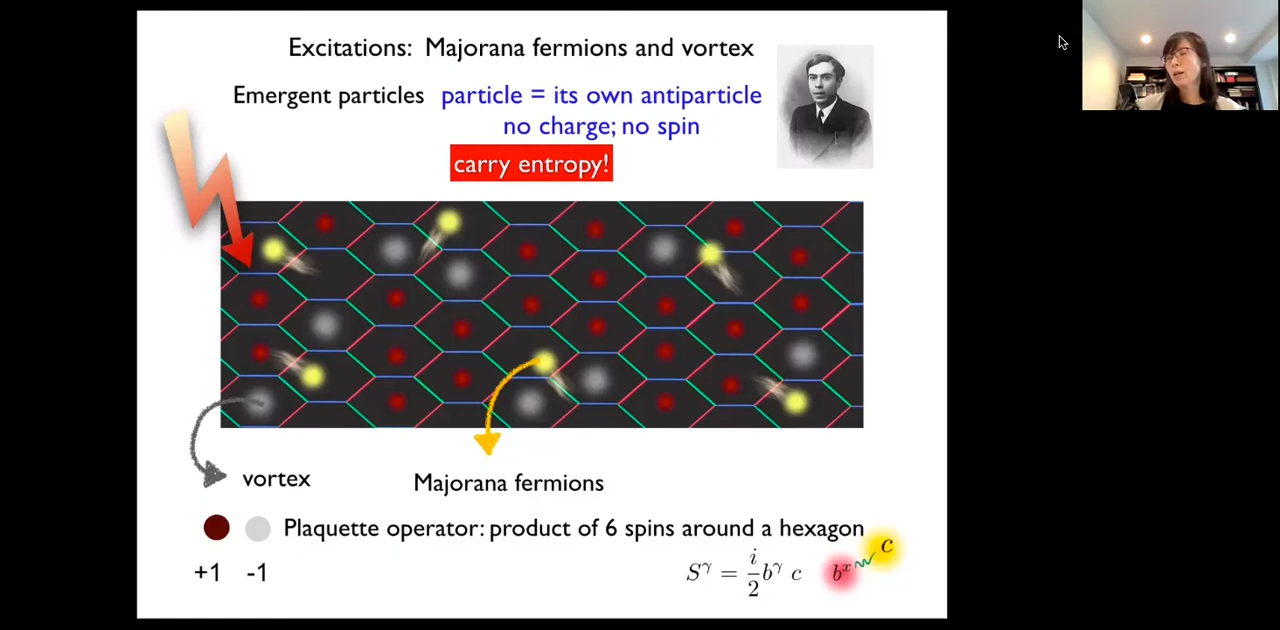 Excitations: Majorana fermions and vortex
Emergent particles particle = its own antiparticle
no charge; no spin
carry entropy!
vortex
Majorana fermions
Plaquette operator: product of 6 spins around a hexagon
+1 -1
S^γ = i/2 b^γ c b^x c